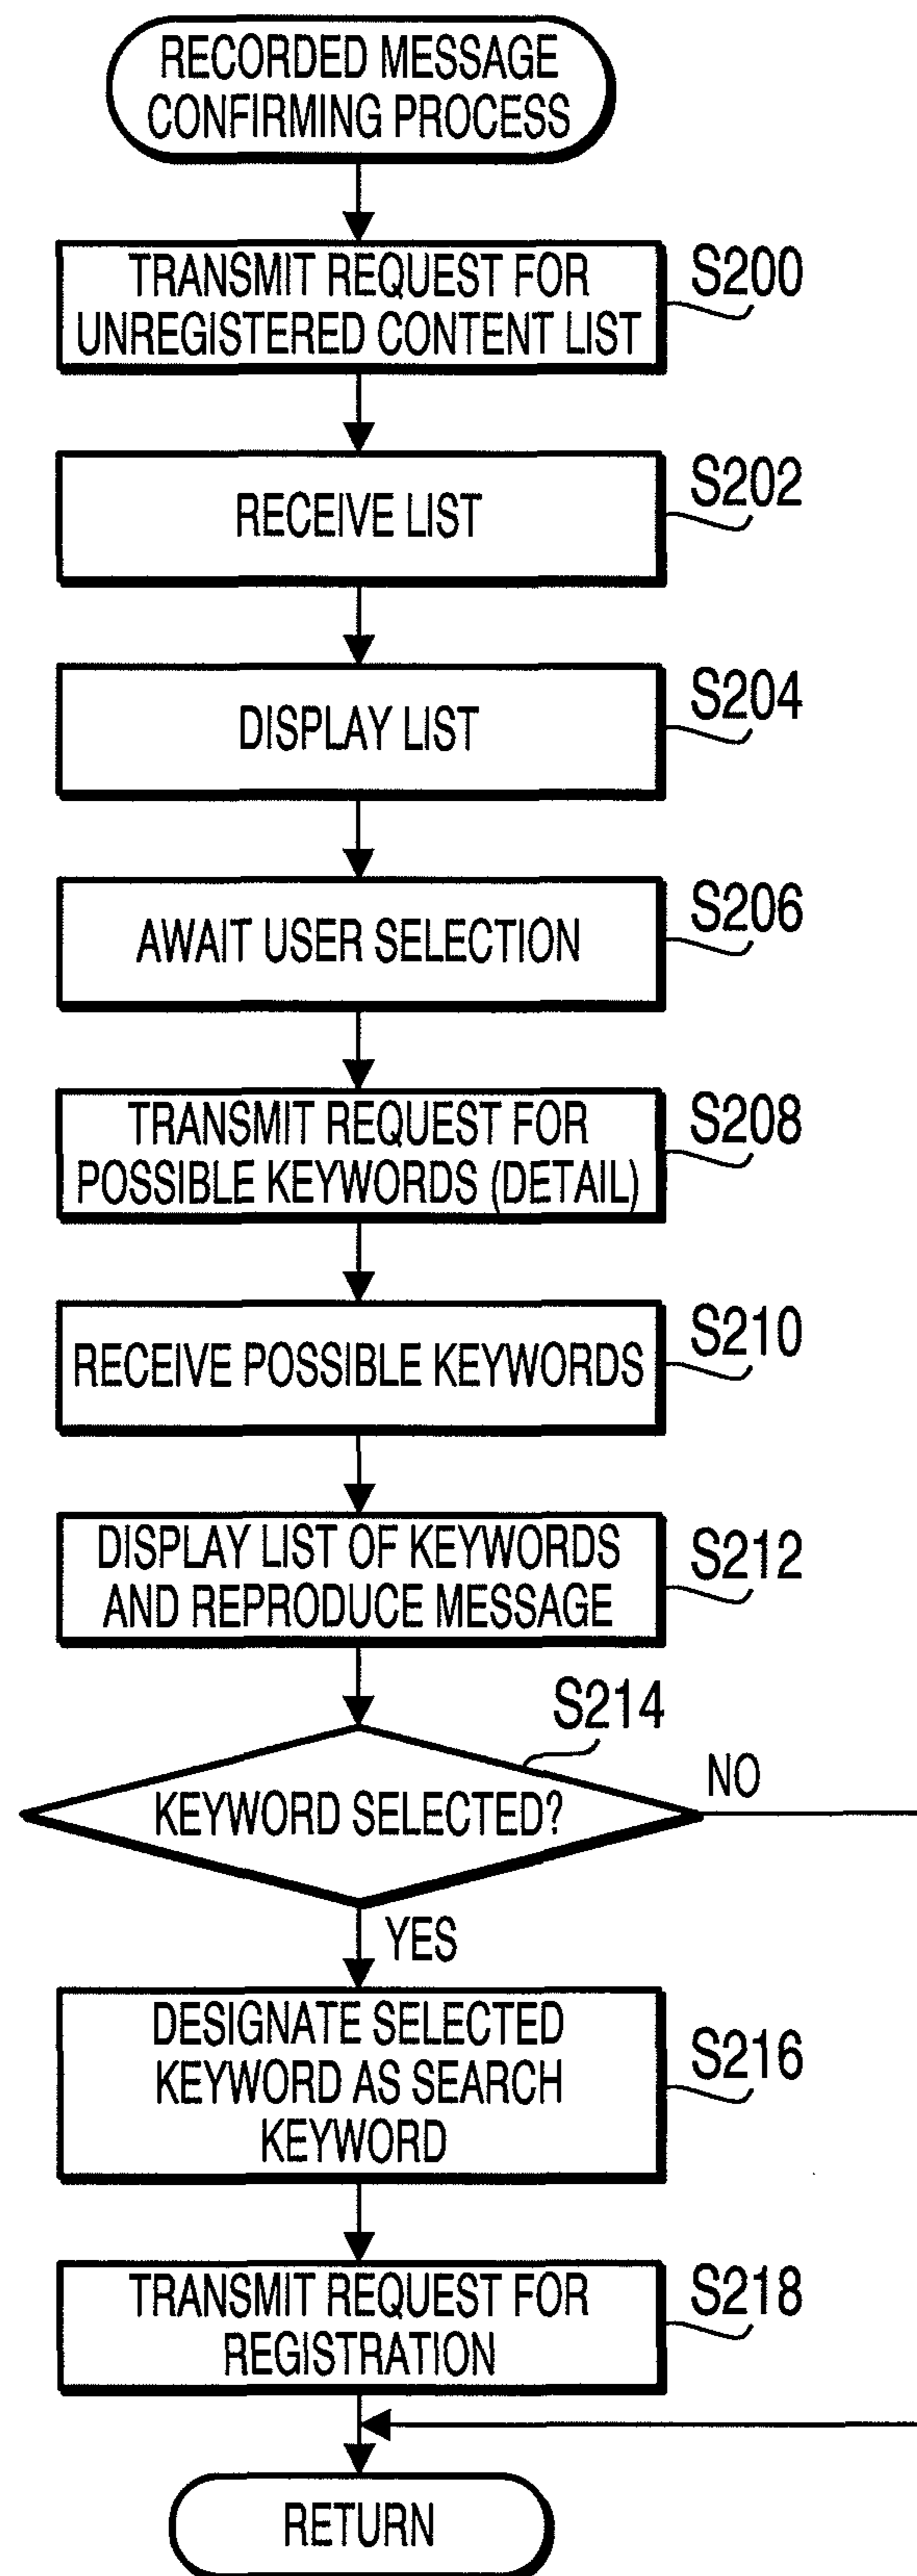 RECORDED MESSAGE
CONFIRMING PROCESS
TRANSMIT REQUEST FOR
UNREGISTERED CONTENT LIST
S200
RECEIVE LIST
S202
DISPLAY LIST
S204
AWAIT USER SELECTION
S206
TRANSMIT REQUEST FOR
POSSIBLE KEYWORDS (DETAIL)
S208
RECEIVE POSSIBLE KEYWORDS
S210
DISPLAY LIST OF KEYWORDS
AND REPRODUCE MESSAGE
S212
S214
KEYWORD SELECTED?
NO
YES
DESIGNATE SELECTED
KEYWORD AS SEARCH
KEYWORD
S216
TRANSMIT REQUEST FOR
REGISTRATION
S218
RETURN